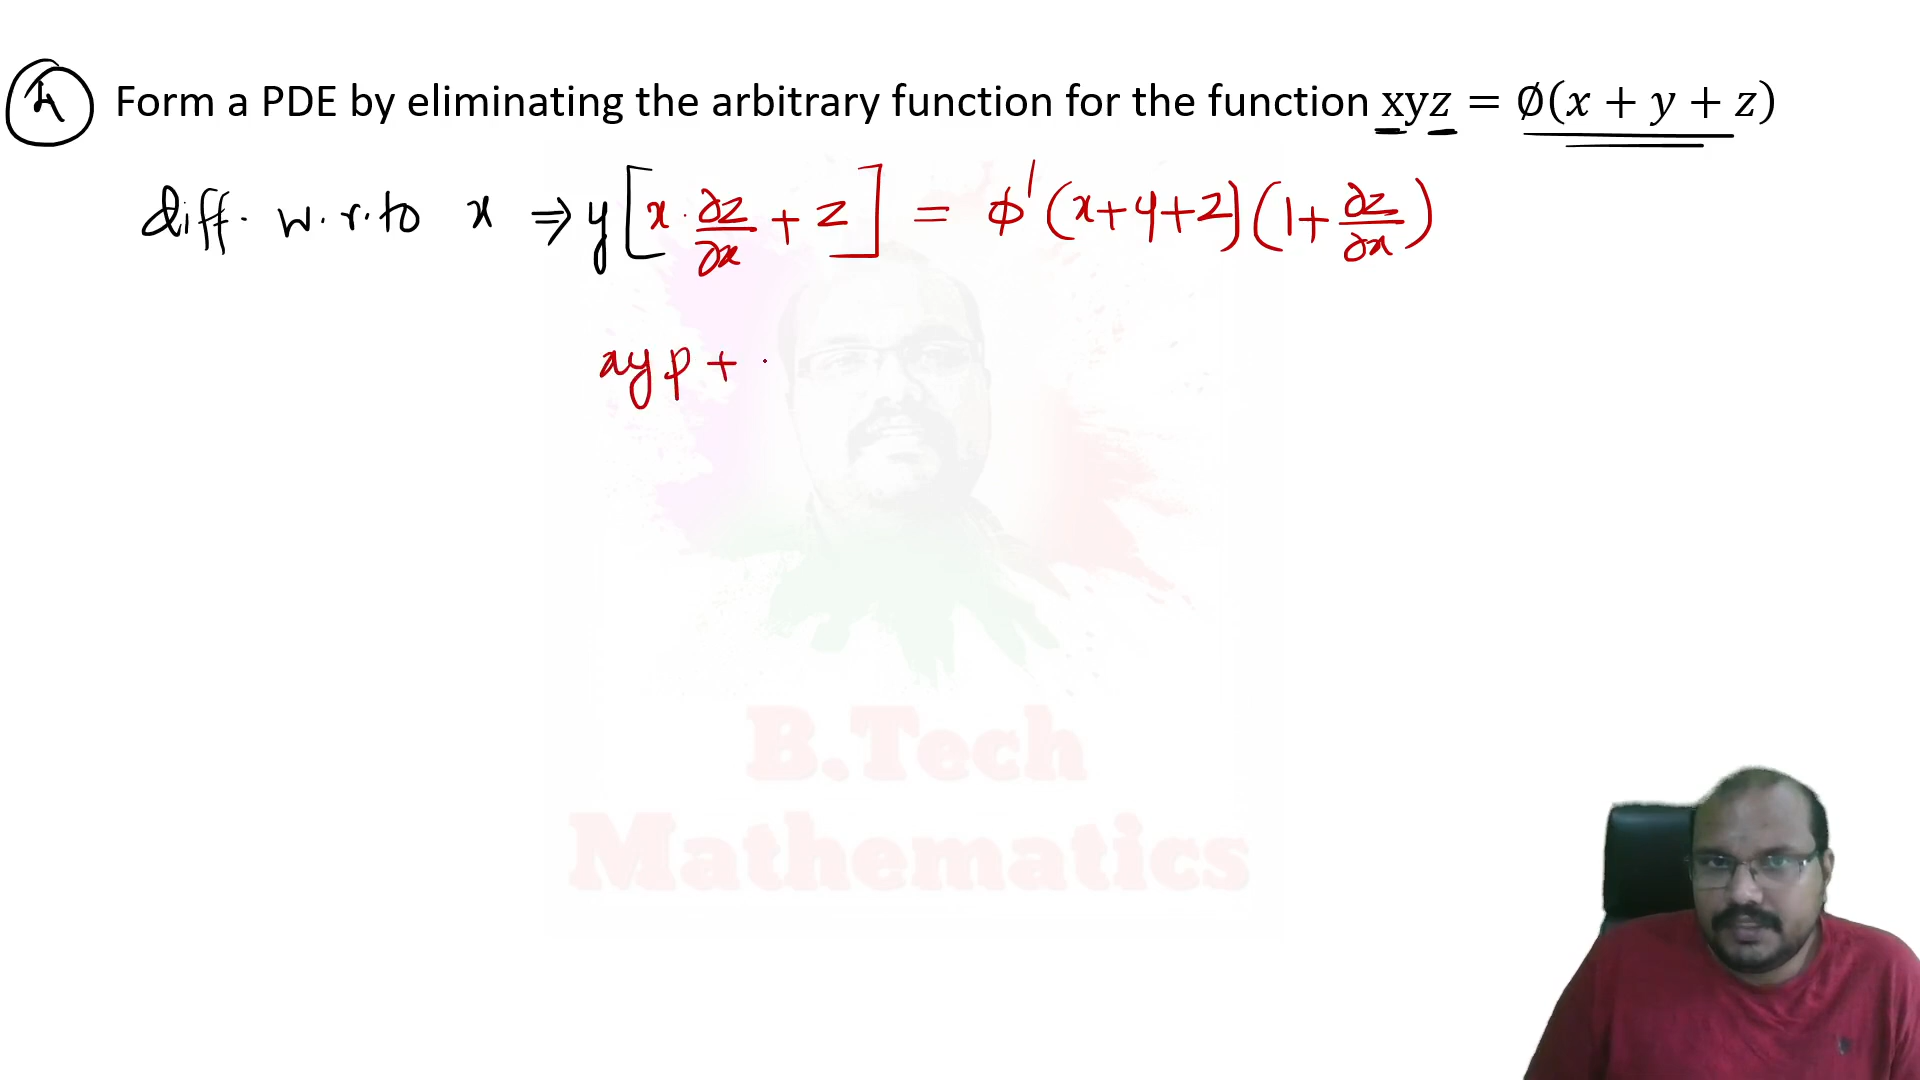 4 Form a PDE by eliminating the arbitrary function for the function xyz = ∅(x + y + z)
diff. w.r.to x ⇒ y[x.∂z/∂x + z] = ϕ'(x+y+z)(1+∂z/∂x)
xyp + .
B.Tech
Mathematics